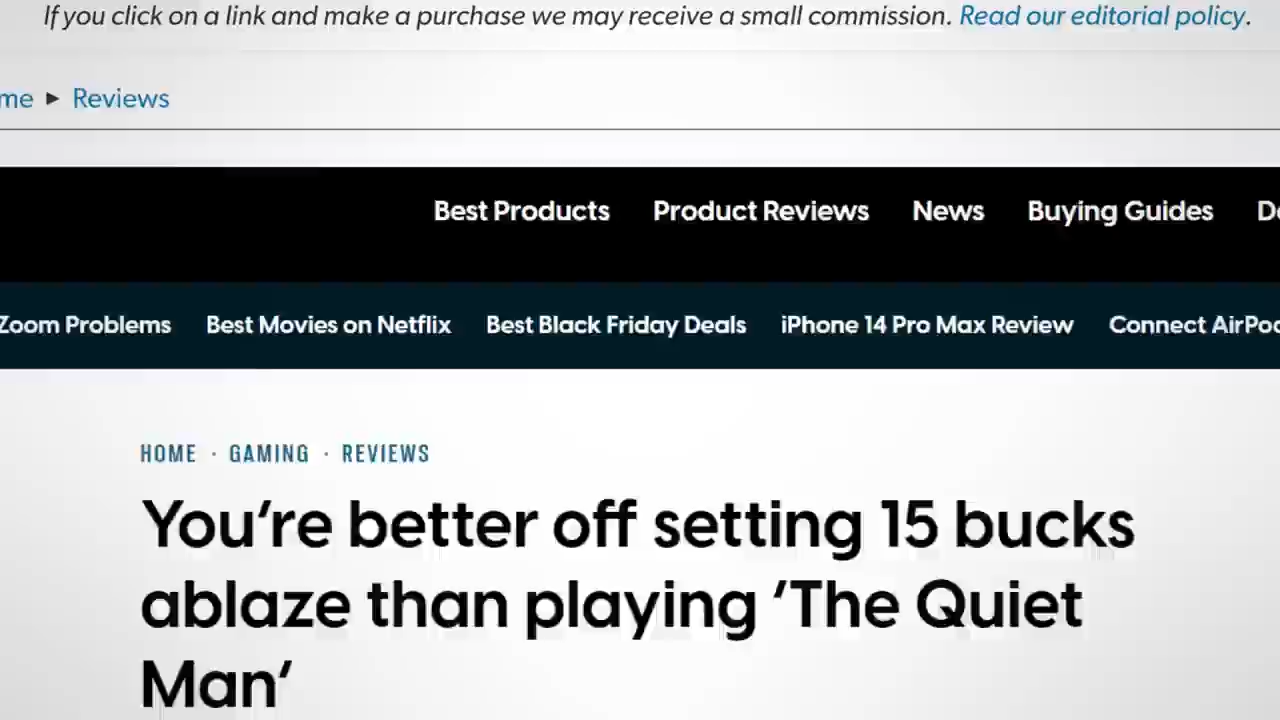 If you click on a link and make a purchase we may receive a small commission. Read our editorial policy.
me ▸ Reviews
Best Products Product Reviews News Buying Guides
Zoom Problems Best Movies on Netflix Best Black Friday Deals iPhone 14 Pro Max Review Connect
HOME · GAMING · REVIEWS
You're better off setting 15 bucks
ablaze than playing ‘The Quiet
Man’